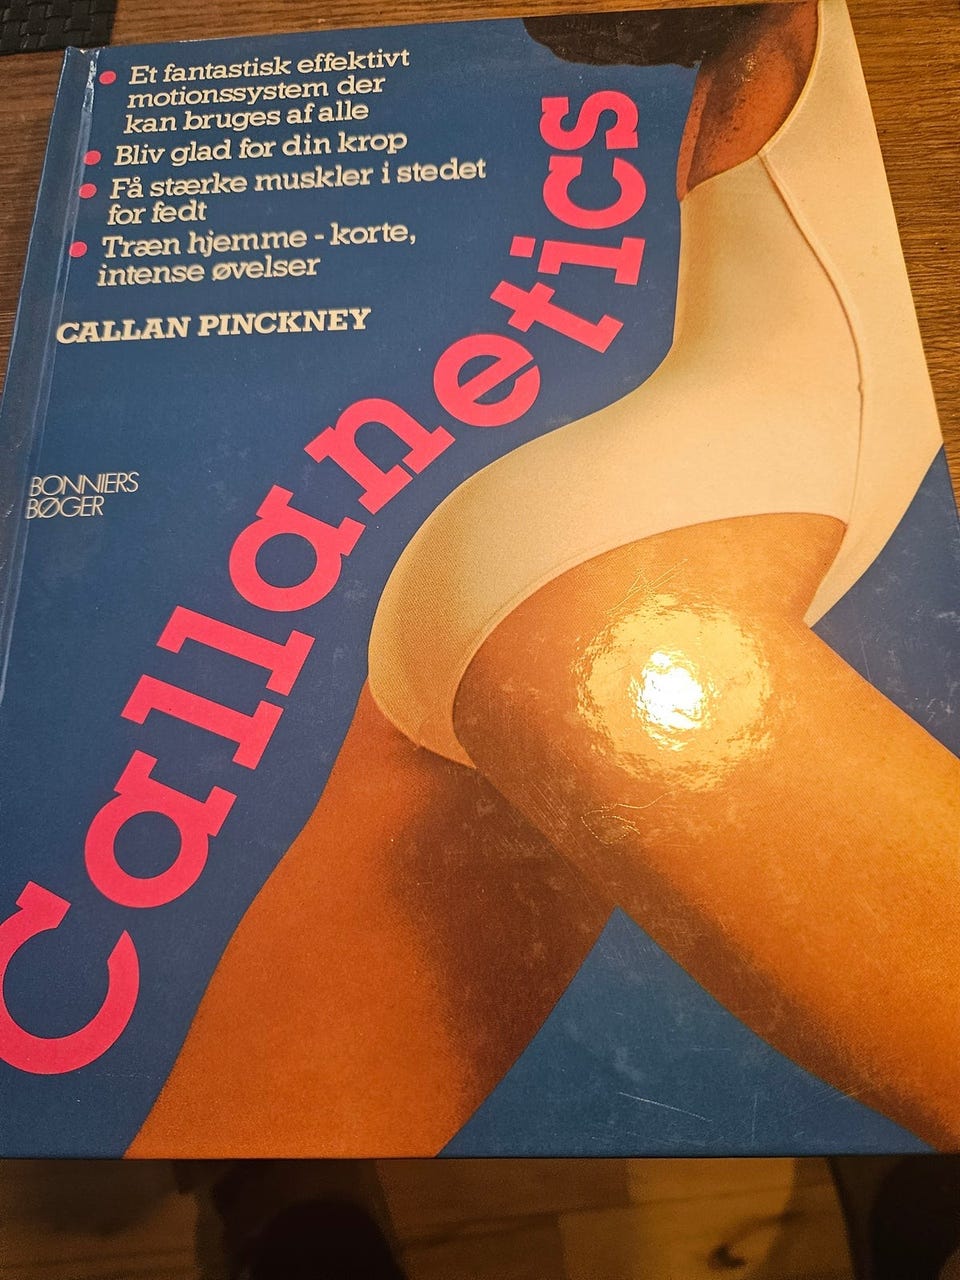 Et fantastisk effektivt
motionssystem der
kan bruges af alle
Bliv glad for din krop
Få stærke muskler i stedet
for fedt
Træn hjemme - korte,
intense øvelser
CALLAN PINCKNEY
BONNIERS
BØGER
Callanetics